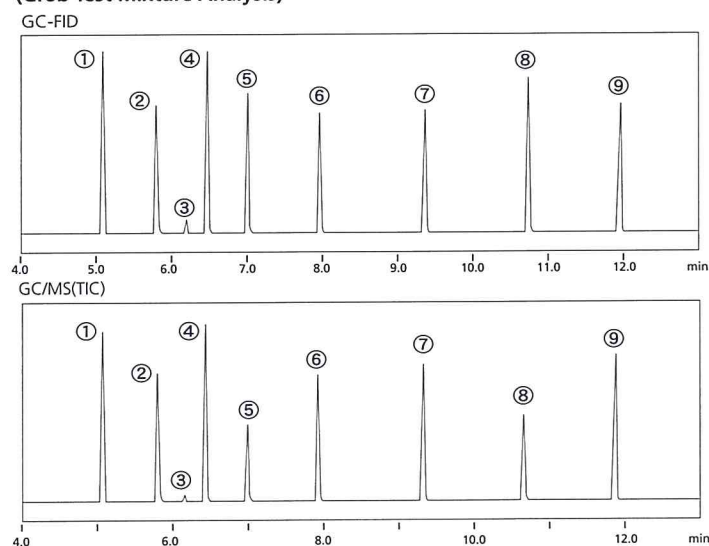 (Grob Test Mixture Analysis)
GC-FID
① ② ③ ④ ⑤ ⑥ ⑦ ⑧ ⑨
4.0 5.0 6.0 7.0 8.0 9.0 10.0 11.0 12.0 min
GC/MS(TIC)
① ② ③ ④ ⑤ ⑥ ⑦ ⑧ ⑨
4.0 6.0 8.0 10.0 12.0 min